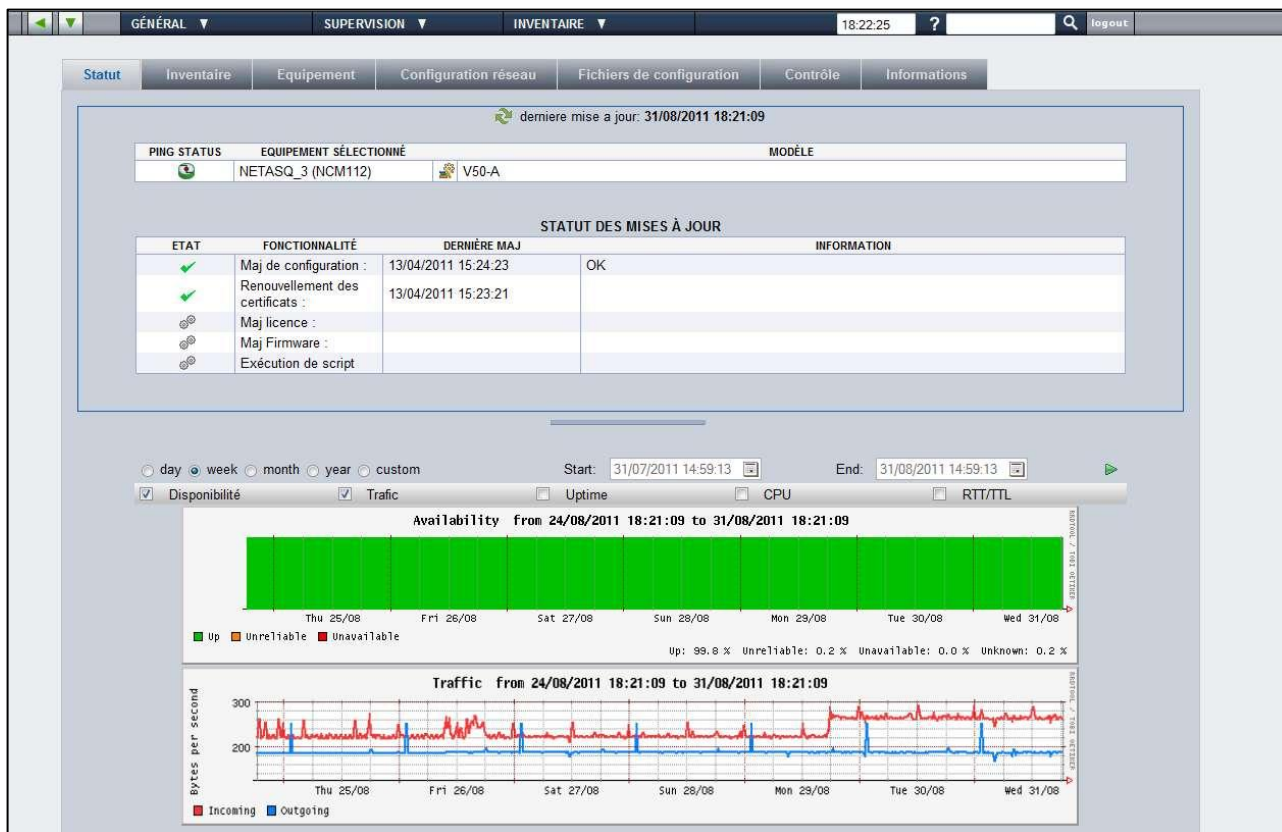 GÉNÉRAL ▼ SUPERVISION ▼ INVENTAIRE ▼ 18:22:25 ? logout
Statut Inventaire Equipement Configuration réseau Fichiers de configuration Contrôle Informations
derniere mise a jour: 31/08/2011 18:21:09
PING STATUS EQUIPEMENT SÉLECTIONNÉ MODÈLE
NETASQ_3 (NCM112) V50-A
STATUT DES MISES À JOUR
ETAT FONCTIONNALITÉ DERNIÈRE MAJ INFORMATION
Maj de configuration : 13/04/2011 15:24:23 OK
Renouvellement des
certificats : 13/04/2011 15:23:21
Maj licence :
Maj Firmware :
Exécution de script
day week month year custom Start: 31/07/2011 14:59:13 End: 31/08/2011 14:59:13
Disponibilité Trafic Uptime CPU RTT/TTL
Availability from 24/08/2011 18:21:09 to 31/08/2011 18:21:09
RRDTOOL / TOBI OETIKER
Thu 25/08 Fri 26/08 Sat 27/08 Sun 28/08 Mon 29/08 Tue 30/08 Wed 31/08
Up Unreliable Unavailable
Up: 99.8 % Unreliable: 0.2 % Unavailable: 0.0 % Unknown: 0.2 %
Traffic from 24/08/2011 18:21:09 to 31/08/2011 18:21:09
RRDTOOL / TOBI OETIKER
Bytes per second
300
200
Thu 25/08 Fri 26/08 Sat 27/08 Sun 28/08 Mon 29/08 Tue 30/08 Wed 31/08
Incoming Outgoing